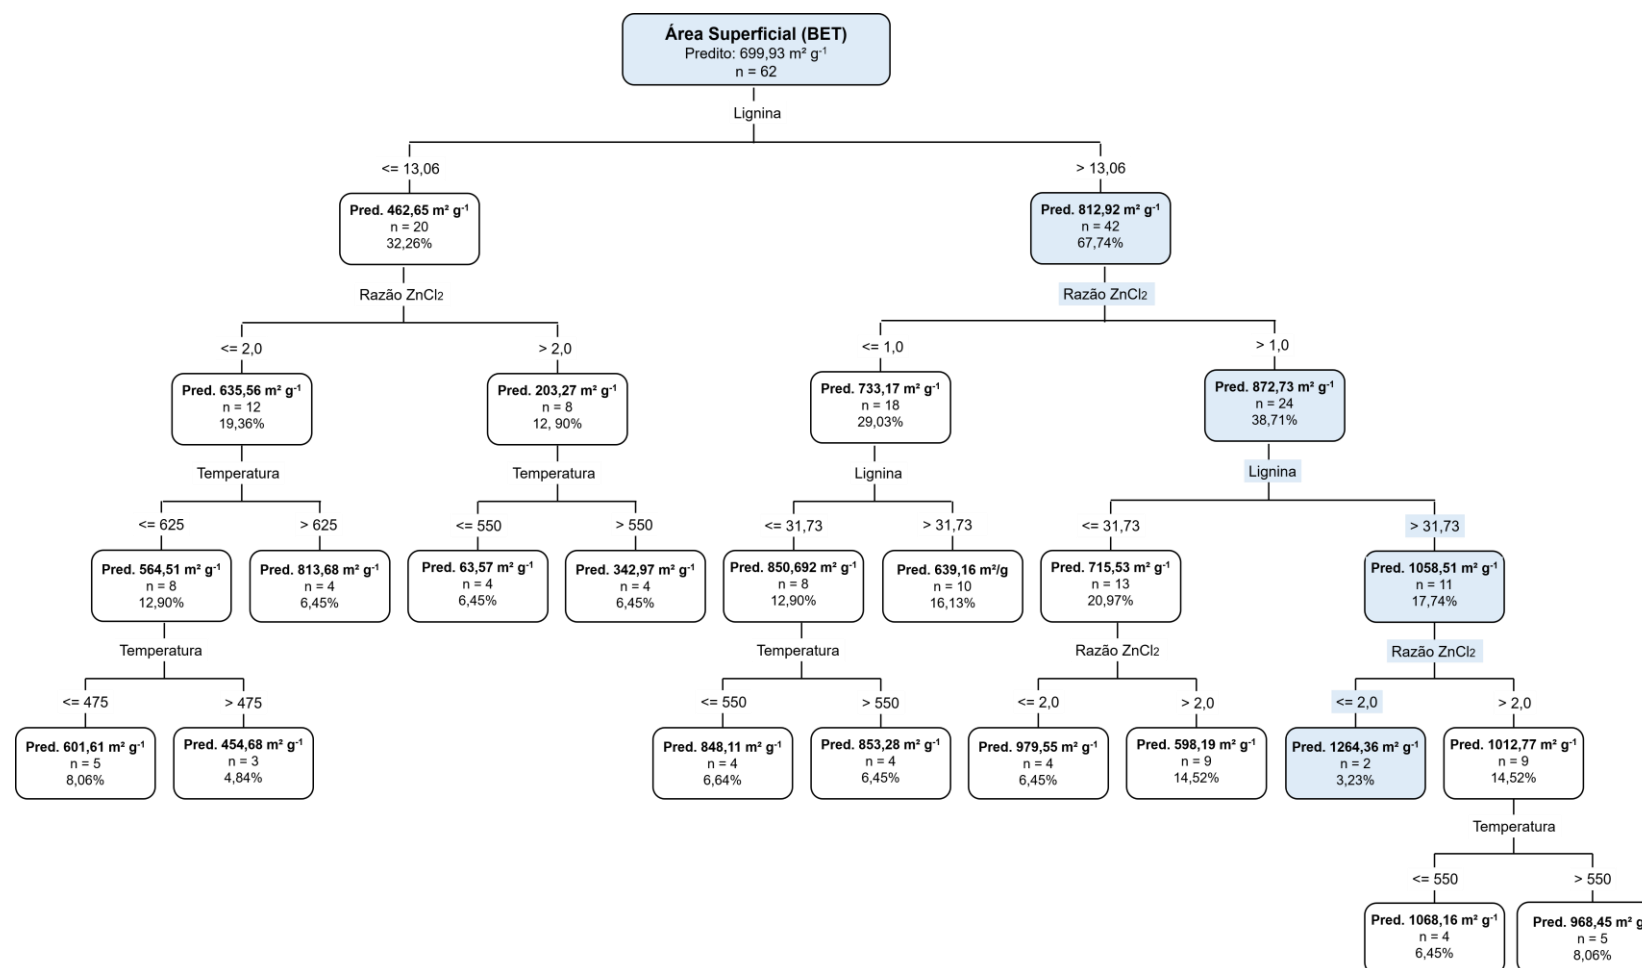 Área Superficial (BET)
Predito: 699,93 m² g⁻¹
n = 62
Lignina
<= 13,06
> 13,06
Pred. 462,65 m² g⁻¹
n = 20
32,26%
Pred. 812,92 m² g⁻¹
n = 42
67,74%
Razão ZnCl₂
Razão ZnCl₂
<= 2,0
> 2,0
<= 1,0
> 1,0
Pred. 635,56 m² g⁻¹
n = 12
19,36%
Pred. 203,27 m² g⁻¹
n = 8
12, 90%
Pred. 733,17 m² g⁻¹
n = 18
29,03%
Pred. 872,73 m² g⁻¹
n = 24
38,71%
Temperatura
Temperatura
Lignina
Lignina
<= 625
> 625
<= 550
> 550
<= 31,73
> 31,73
<= 31,73
> 31,73
Pred. 564,51 m² g⁻¹
n = 8
12,90%
Pred. 813,68 m² g⁻¹
n = 4
6,45%
Pred. 63,57 m² g⁻¹
n = 4
6,45%
Pred. 342,97 m² g⁻¹
n = 4
6,45%
Pred. 850,692 m² g⁻¹
n = 8
12,90%
Pred. 639,16 m²/g
n = 10
16,13%
Pred. 715,53 m² g⁻¹
n = 13
20,97%
Pred. 1058,51 m² g⁻¹
n = 11
17,74%
Temperatura
Temperatura
Razão ZnCl₂
Razão ZnCl₂
<= 475
> 475
<= 550
> 550
<= 2,0
> 2,0
<= 2,0
> 2,0
Pred. 601,61 m² g⁻¹
n = 5
8,06%
Pred. 454,68 m² g⁻¹
n = 3
4,84%
Pred. 848,11 m² g⁻¹
n = 4
6,64%
Pred. 853,28 m² g⁻¹
n = 4
6,45%
Pred. 979,55 m² g⁻¹
n = 4
6,45%
Pred. 598,19 m² g⁻¹
n = 9
14,52%
Pred. 1264,36 m² g⁻¹
n = 2
3,23%
Pred. 1012,77 m² g⁻¹
n = 9
14,52%
Temperatura
<= 550
> 550
Pred. 1068,16 m² g⁻¹
n = 4
6,45%
Pred. 968,45 m² g
n = 5
8,06%